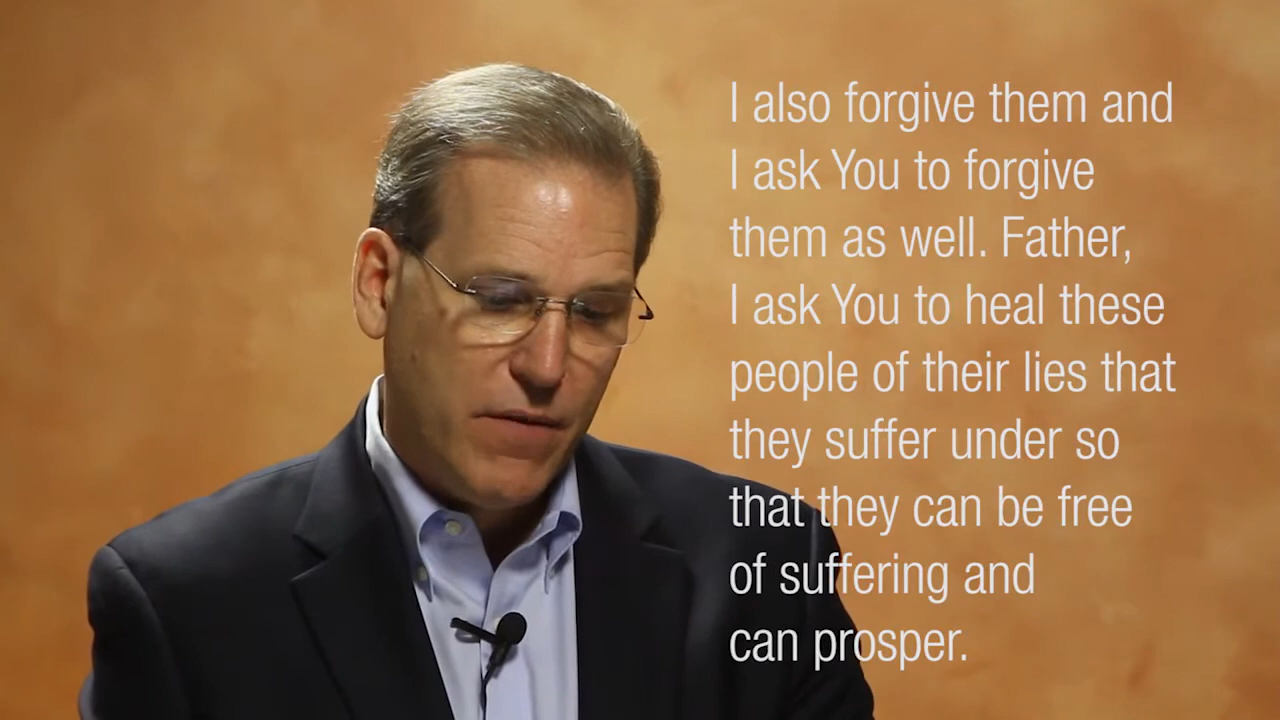 I also forgive them and
I ask You to forgive
them as well. Father,
I ask You to heal these
people of their lies that
they suffer under so
that they can be free
of suffering and
can prosper.